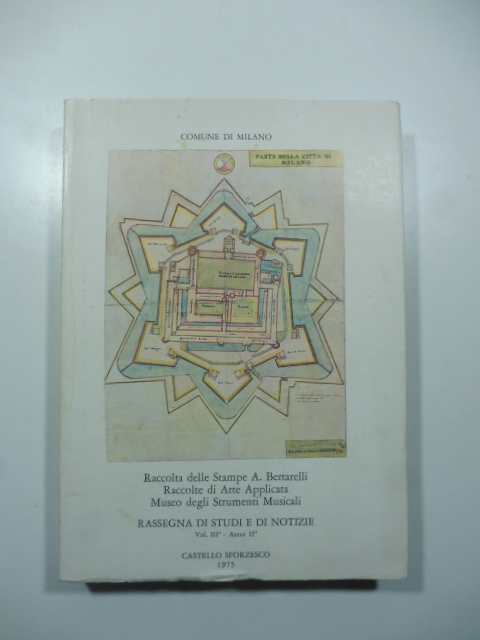 COMUNE DI MILANO
PARTE DELLA CITTA DI
MILANO
Raccolta delle Stampe A. Bertarelli
Raccolte di Arte Applicata
Museo degli Strumenti Musicali
RASSEGNA DI STUDI E DI NOTIZIE
Vol. III° - Anno II°
CASTELLO SFORZESCO
1975